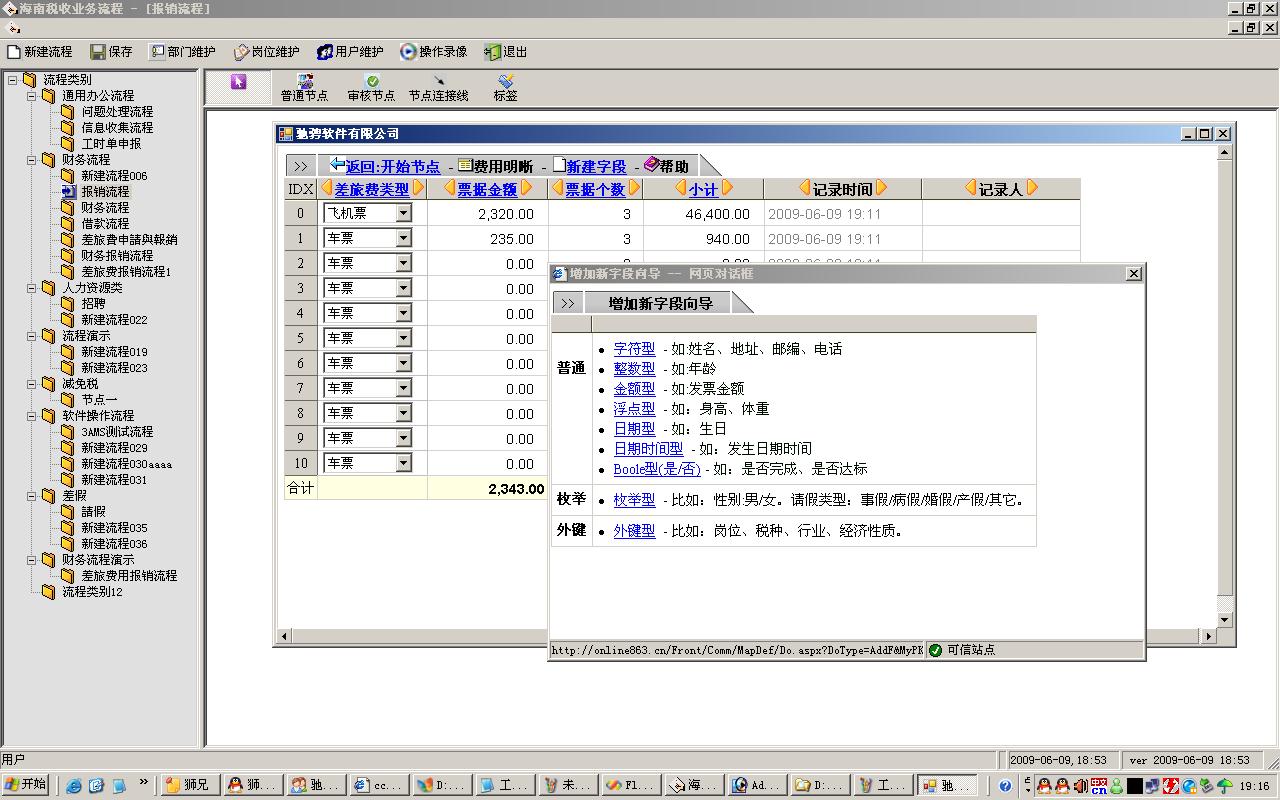 海南税收业务流程 - [报销流程]
新建流程 保存 部门维护 岗位维护 用户维护 操作录像 退出
普通节点 审核节点 节点连接线 标签
流程类别
通用办公流程
问题处理流程
信息收集流程
工时单申报
财务流程
新建流程006
报销流程
财务流程
借款流程
差旅费申請與報銷
财务报销流程
差旅费报销流程1
人力资源类
招聘
新建流程022
流程演示
新建流程019
新建流程023
减免税
节点一
软件操作流程
3AMS测试流程
新建流程029
新建流程030aaaa
新建流程031
差假
請假
新建流程035
新建流程036
财务流程演示
差旅费用报销流程
流程类别12
驰骋软件有限公司
>> 返回:开始节点 - 费用明晰 - 新建字段 - 帮助
IDX 差旅费类型 票据金额 票据个数 小计 记录时间 记录人
0 飞机票 2,320.00 3 46,400.00 2009-06-09 19:11
1 车票 235.00 3 940.00 2009-06-09 19:11
2 车票 0.00
3 车票 0.00
4 车票 0.00
5 车票 0.00
6 车票 0.00
7 车票 0.00
8 车票 0.00
9 车票 0.00
10 车票 0.00
合计 2,343.00
增加新字段向导 -- 网页对话框
>> 增加新字段向导
普通
字符型 - 如:姓名、地址、邮编、电话
整数型 - 如:年龄
金额型 - 如:发票金额
浮点型 - 如：身高、体重
日期型 - 如：生日
日期时间型 - 如：发生日期时间
Boole型(是/否) - 如：是否完成、是否达标
枚举 枚举型 - 比如：性别:男/女。请假类型：事假/病假/婚假/产假/其它。
外键 外键型 - 比如：岗位、税种、行业、经济性质。
http://online863.cn/Front/Comm/MapDef/Do.aspx?DoType=AddF&MyPK 可信站点
用户 2009-06-09,18:53 ver 2009-06-09 18:53
开始 » 狮兄 狮... 驰... cc... D:... 工... 未... Fl... 海... Ad... D:... 工... 驰... 19:16